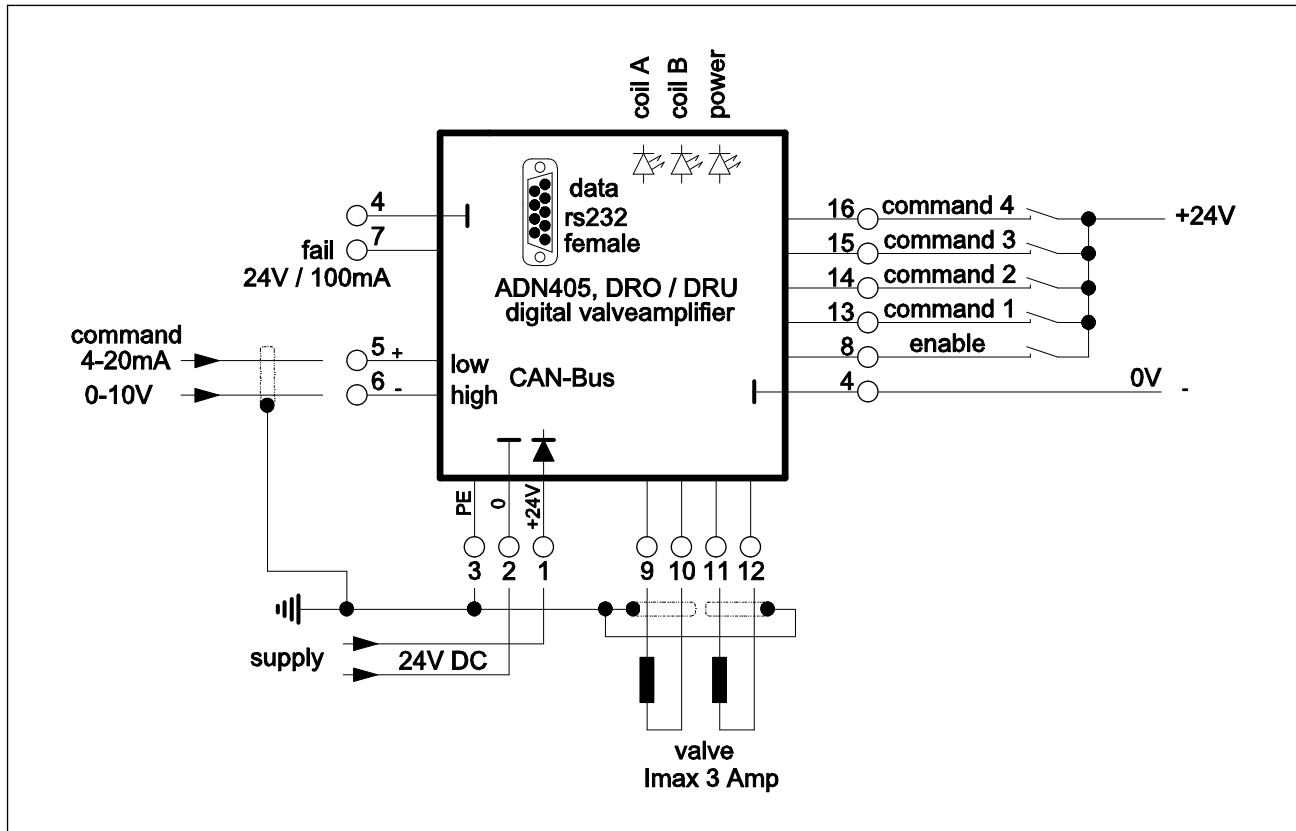 coil A
coil B
power
4
7
fail
24V / 100mA
data
rs232
female
ADN405, DRO / DRU
digital valveamplifier
16 command 4
+24V
15 command 3
14 command 2
13 command 1
8 enable
4
0V -
command
4-20mA
0-10V
5 +
6 -
low
high
CAN-Bus
PE
0
+24V
3
2
1
9
10
11
12
supply
24V DC
valve
Imax 3 Amp